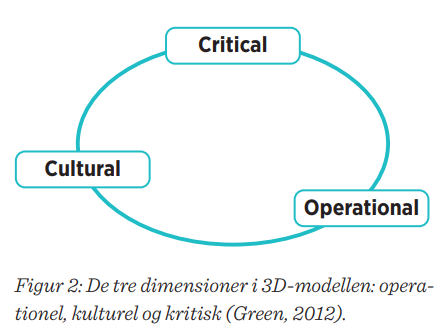 Critical
Cultural
Operational
Figur 2: De tre dimensioner i 3D-modellen: opera-
tionel, kulturel og kritisk (Green, 2012).